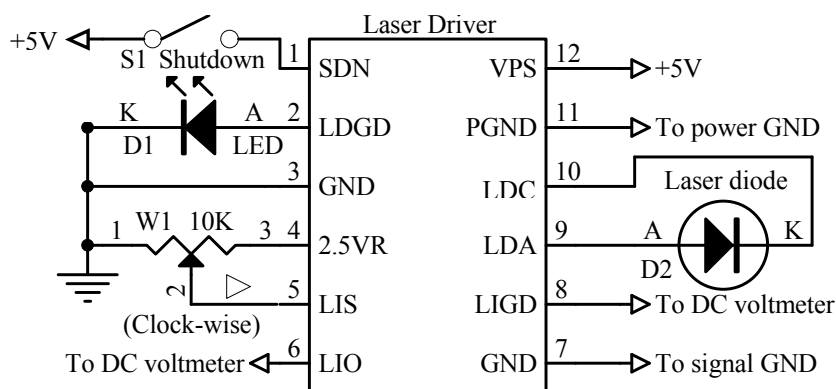 Laser Driver
+5V
S1 Shutdown
1 SDN VPS 12 +5V
K A 2 LDGD PGND 11 To power GND
D1 LED
3 GND LDC 10 Laser diode
1 W1 10K 3 4 2.5VR LDA 9 A K
D2
2 5 LIS LIGD 8 To DC voltmeter
(Clock-wise)
To DC voltmeter 6 LIO GND 7 To signal GND